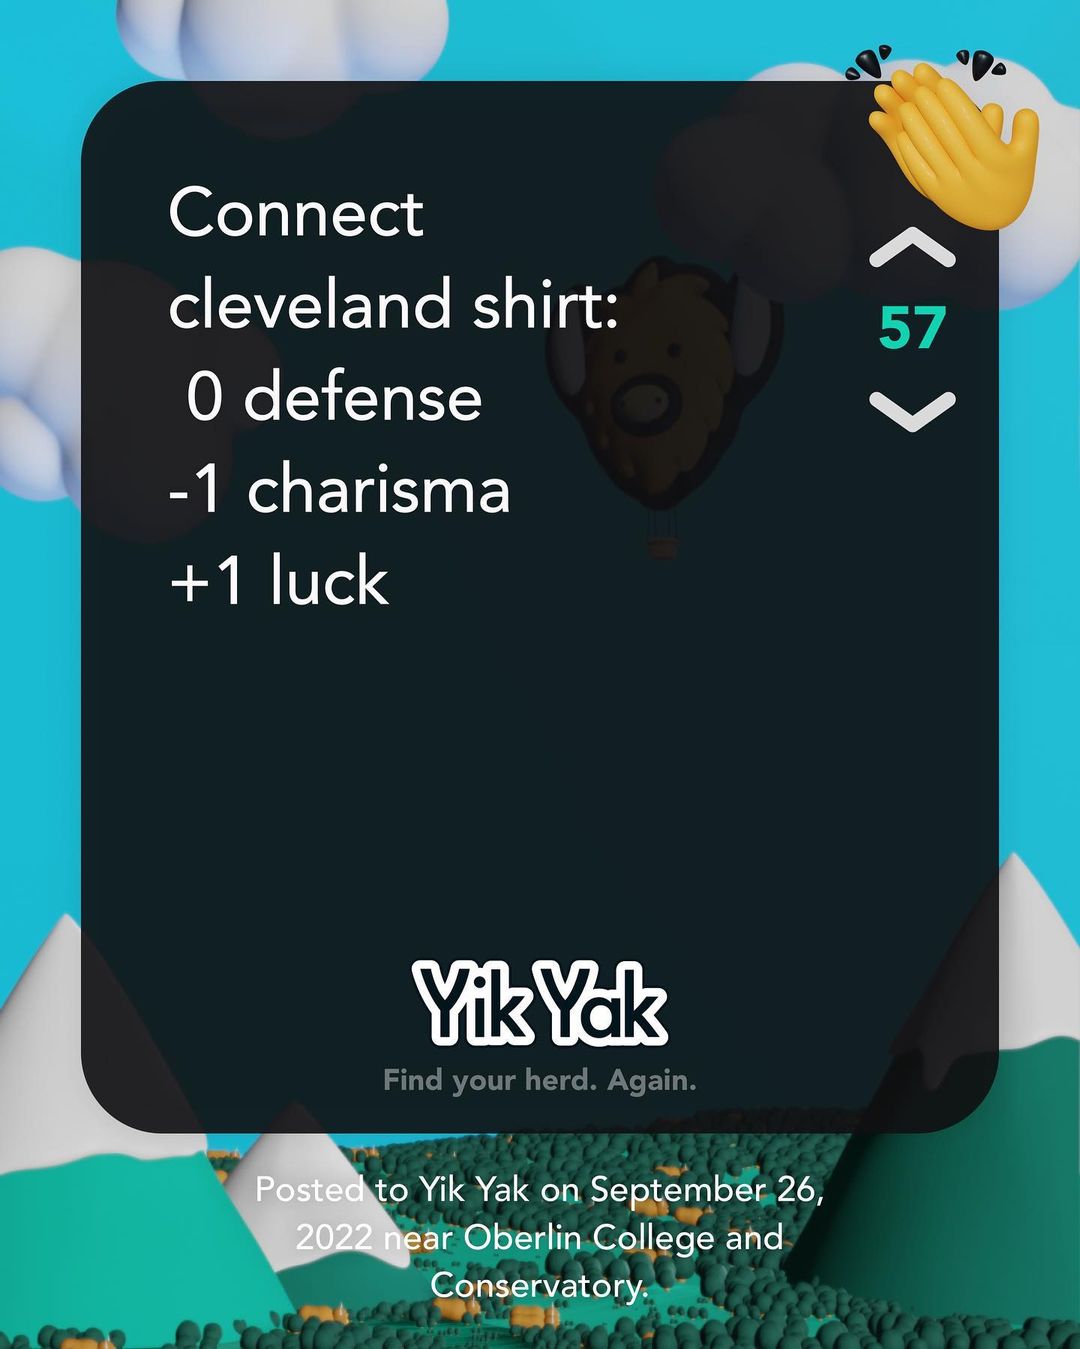 Connect
cleveland shirt:
0 defense
-1 charisma
+1 luck
57
Yik Yak
Find your herd. Again.
Posted to Yik Yak on September 26,
2022 near Oberlin College and
Conservatory.